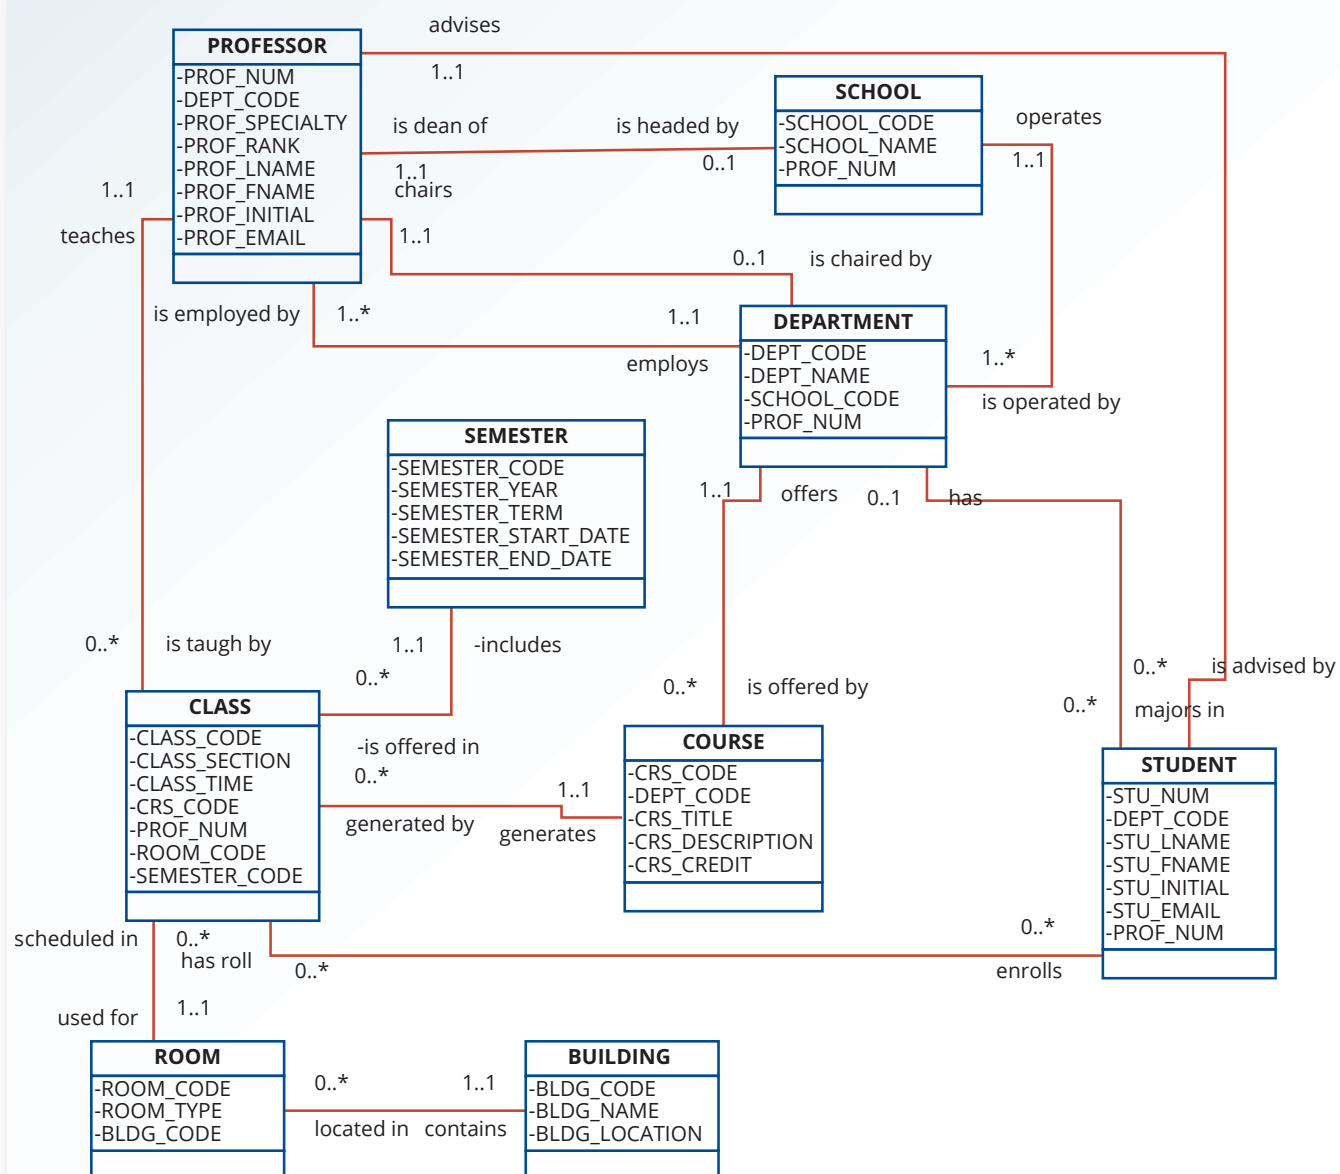 advises
1..1
PROFESSOR
-PROF_NUM
-DEPT_CODE
-PROF_SPECIALTY
-PROF_RANK
-PROF_LNAME
-PROF_FNAME
-PROF_INITIAL
-PROF_EMAIL
is dean of
1..1
is headed by
0..1
SCHOOL
-SCHOOL_CODE
-SCHOOL_NAME
-PROF_NUM
operates
1..1
chairs
1..1
0..1
is chaired by
1..1
teaches
is employed by
1..*
1..1
employs
DEPARTMENT
-DEPT_CODE
-DEPT_NAME
-SCHOOL_CODE
-PROF_NUM
1..*
is operated by
SEMESTER
-SEMESTER_CODE
-SEMESTER_YEAR
-SEMESTER_TERM
-SEMESTER_START_DATE
-SEMESTER_END_DATE
1..1
offers
0..1
has
0..*
is taugh by
1..1
-includes
0..*
-is offered in
0..*
is offered by
0..*
is advised by
0..*
majors in
CLASS
-CLASS_CODE
-CLASS_SECTION
-CLASS_TIME
-CRS_CODE
-PROF_NUM
-ROOM_CODE
-SEMESTER_CODE
0..*
generated by
1..1
generates
COURSE
-CRS_CODE
-DEPT_CODE
-CRS_TITLE
-CRS_DESCRIPTION
-CRS_CREDIT
STUDENT
-STU_NUM
-DEPT_CODE
-STU_LNAME
-STU_FNAME
-STU_INITIAL
-STU_EMAIL
-PROF_NUM
scheduled in
0..*
has roll
0..*
0..*
enrolls
used for
1..1
ROOM
-ROOM_CODE
-ROOM_TYPE
-BLDG_CODE
0..*
located in
1..1
contains
BUILDING
-BLDG_CODE
-BLDG_NAME
-BLDG_LOCATION